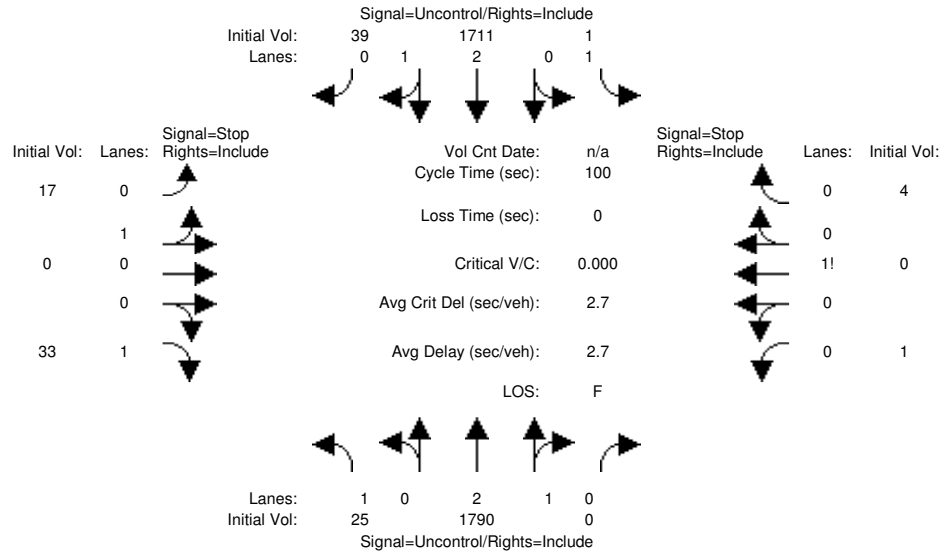 Signal=Uncontrol/Rights=Include
Initial Vol: 39 1711 1
Lanes: 0 1 2 0 1
Signal=Stop Signal=Stop
Initial Vol: Lanes: Rights=Include Vol Cnt Date: n/a Rights=Include Lanes: Initial Vol:
Cycle Time (sec): 100
17 0 0 4
Loss Time (sec): 0
1 0
0 0 Critical V/C: 0.000 1! 0
0 Avg Crit Del (sec/veh): 2.7 0
33 1 Avg Delay (sec/veh): 2.7 0 1
LOS: F
Lanes: 1 0 2 1 0
Initial Vol: 25 1790 0
Signal=Uncontrol/Rights=Include